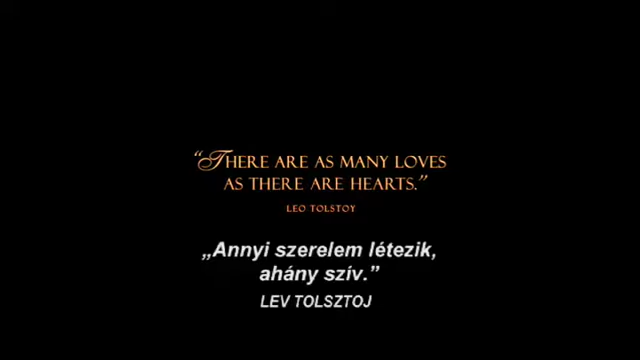 “There are as many loves
as there are hearts.”
Leo Tolstoy
„Annyi szerelem létezik,
ahány szív.”
LEV TOLSZTOJ